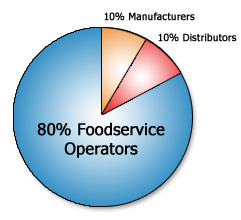 10% Manufacturers
10% Distributors
80% Foodservice
Operators